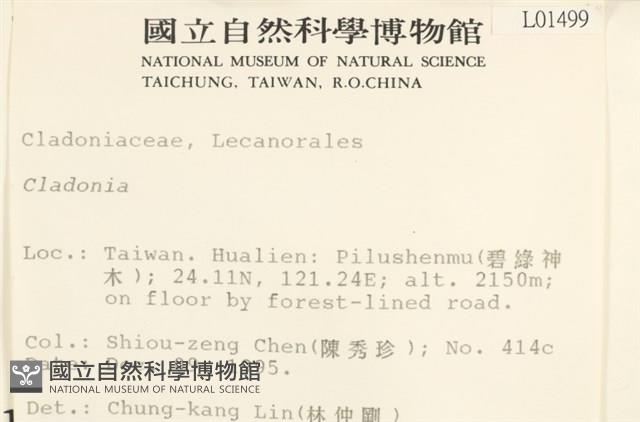 L01499
國立自然科學博物館
NATIONAL MUSEUM OF NATURAL SCIENCE
TAICHUNG, TAIWAN, R.O.CHINA
Cladoniaceae, Lecanorales
Cladonia
Loc.: Taiwan. Hualien: Pilushenmu(碧綠神
木); 24.11N, 121.24E; alt. 2150m;
on floor by forest-lined road.
Col.: Shiou-zeng Chen(陳秀珍); No. 414c
國立自然科學博物館
NATIONAL MUSEUM OF NATURAL SCIENCE
Det.: Chung-kang Lin(林仲剛)